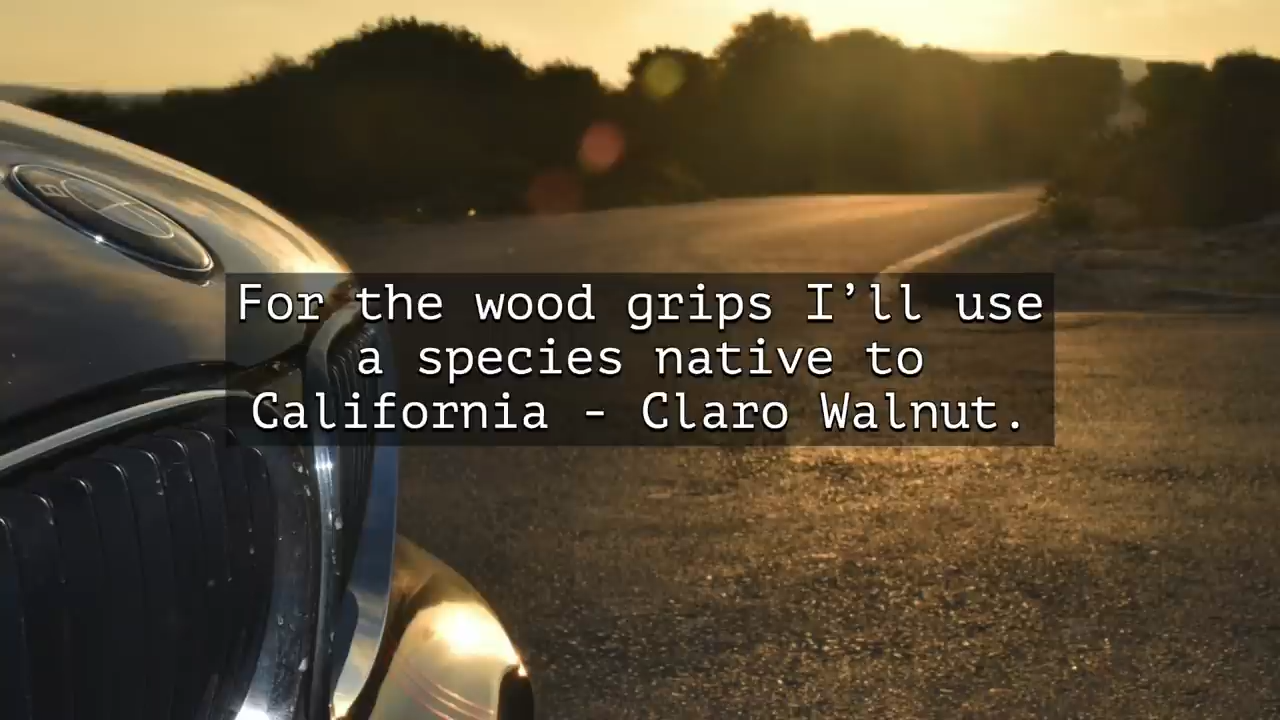 For the wood grips I’ll use
a species native to
California - Claro Walnut.